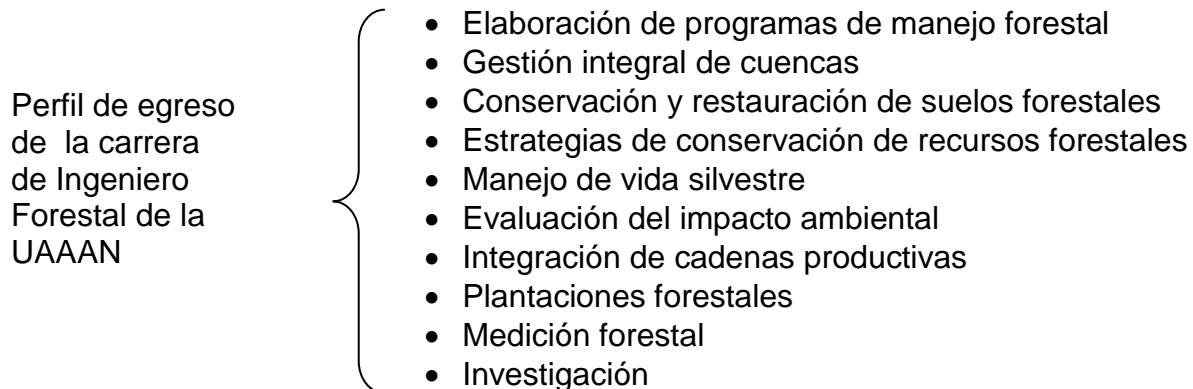 Perfil de egreso
de la carrera
de Ingeniero
Forestal de la
UAAAN
• Elaboración de programas de manejo forestal
• Gestión integral de cuencas
• Conservación y restauración de suelos forestales
• Estrategias de conservación de recursos forestales
• Manejo de vida silvestre
• Evaluación del impacto ambiental
• Integración de cadenas productivas
• Plantaciones forestales
• Medición forestal
• Investigación